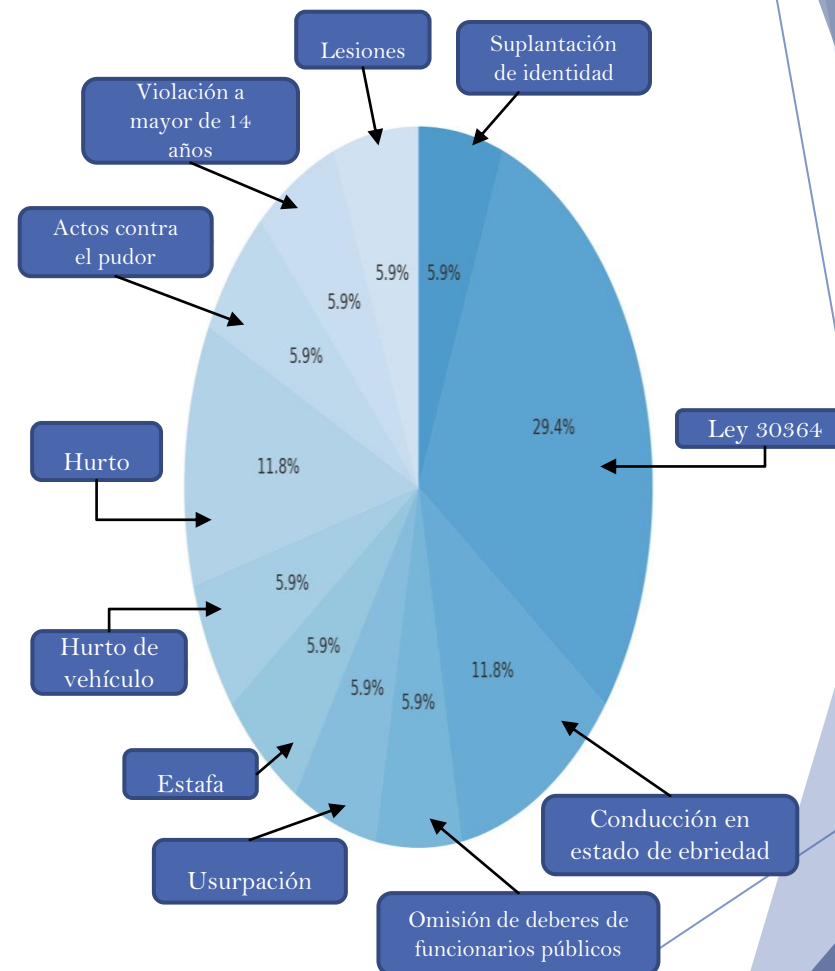 Lesiones
Suplantación
de identidad
Violación a
mayor de 14
años
Actos contra
el pudor
5.9%
5.9%
5.9%
5.9%
29.4%
Ley 30364
Hurto
11.8%
5.9%
Hurto de
vehículo
5.9%
5.9%
5.9%
11.8%
Estafa
Conducción en
estado de ebriedad
Usurpación
Omisión de deberes de
funcionarios públicos